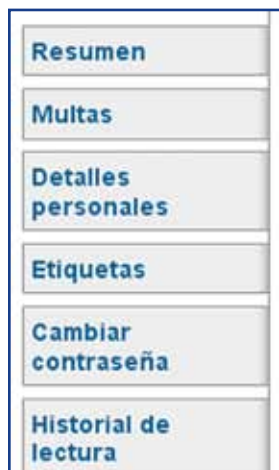 Resumen
Multas
Detalles
personales
Etiquetas
Cambiar
contraseña
Historial de
lectura